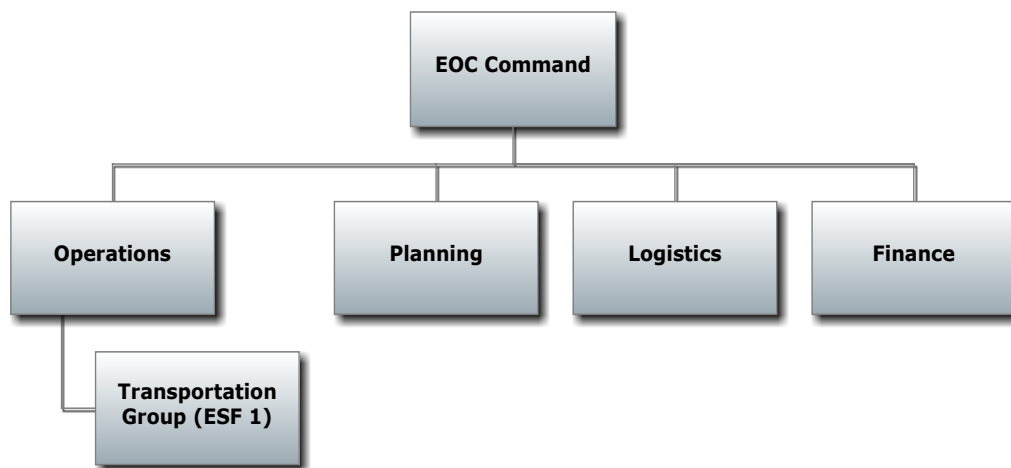 EOC Command
Operations
Planning
Logistics
Finance
Transportation
Group (ESF 1)